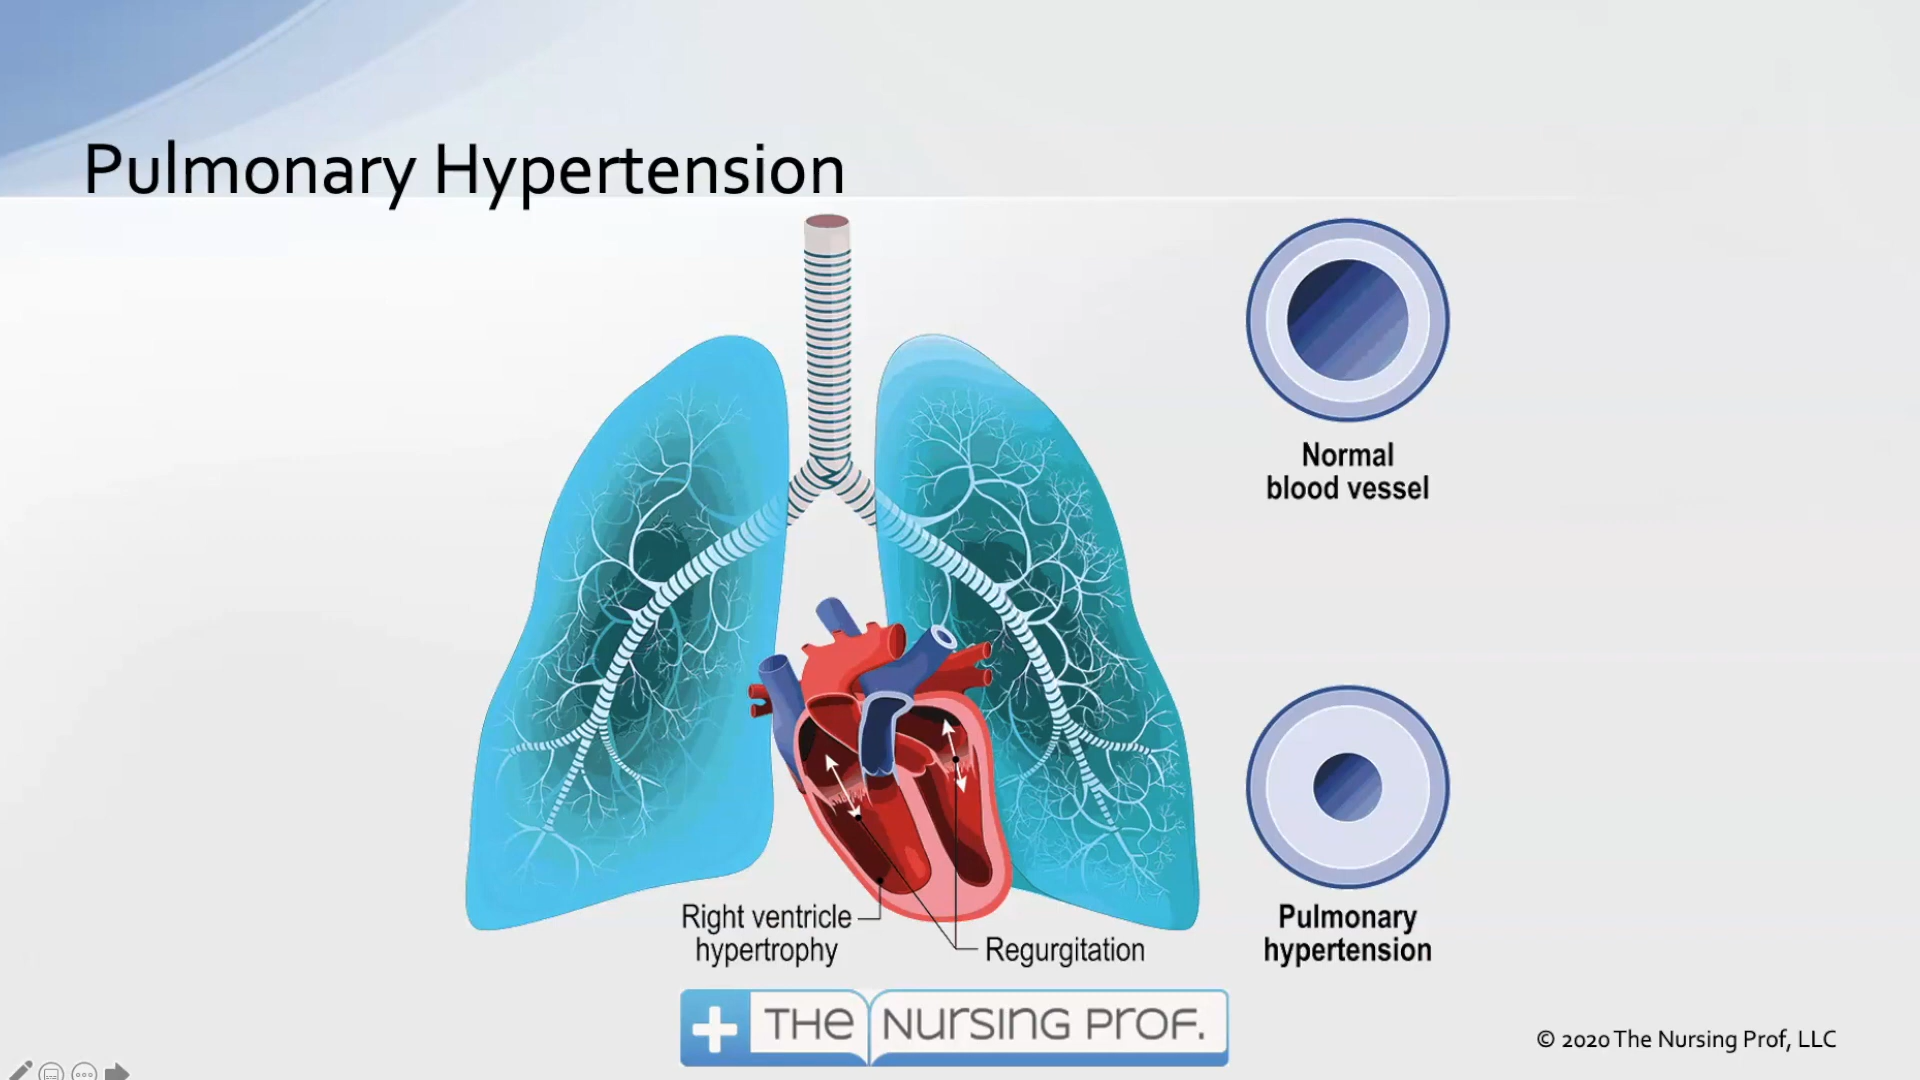 Pulmonary Hypertension
Normal
blood vessel
Right ventricle
hypertrophy
Regurgitation
Pulmonary
hypertension
THE NURSING PROF.
© 2020 The Nursing Prof, LLC